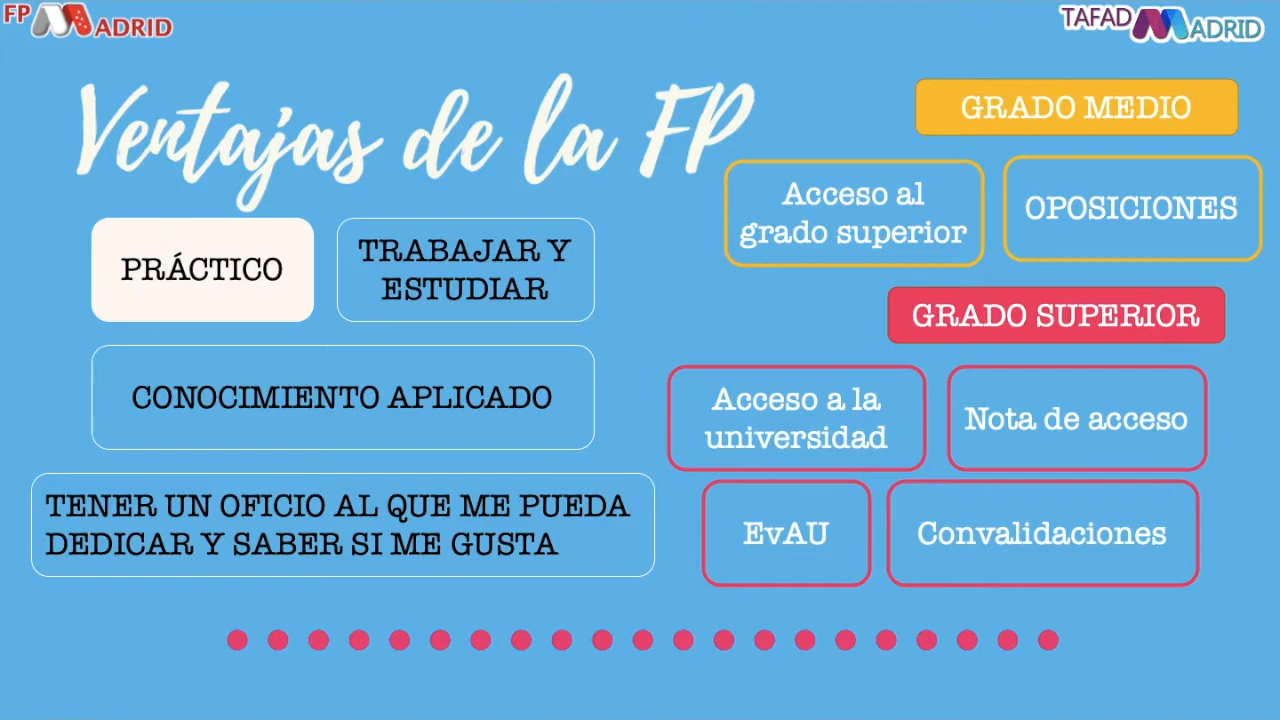 FP MADRID
TAFAD MADRID
Ventajas de la FP
PRÁCTICO
TRABAJAR Y
ESTUDIAR
CONOCIMIENTO APLICADO
TENER UN OFICIO AL QUE ME PUEDA
DEDICAR Y SABER SI ME GUSTA
GRADO MEDIO
Acceso al
grado superior
OPOSICIONES
GRADO SUPERIOR
Acceso a la
universidad
Nota de acceso
EvAU
Convalidaciones